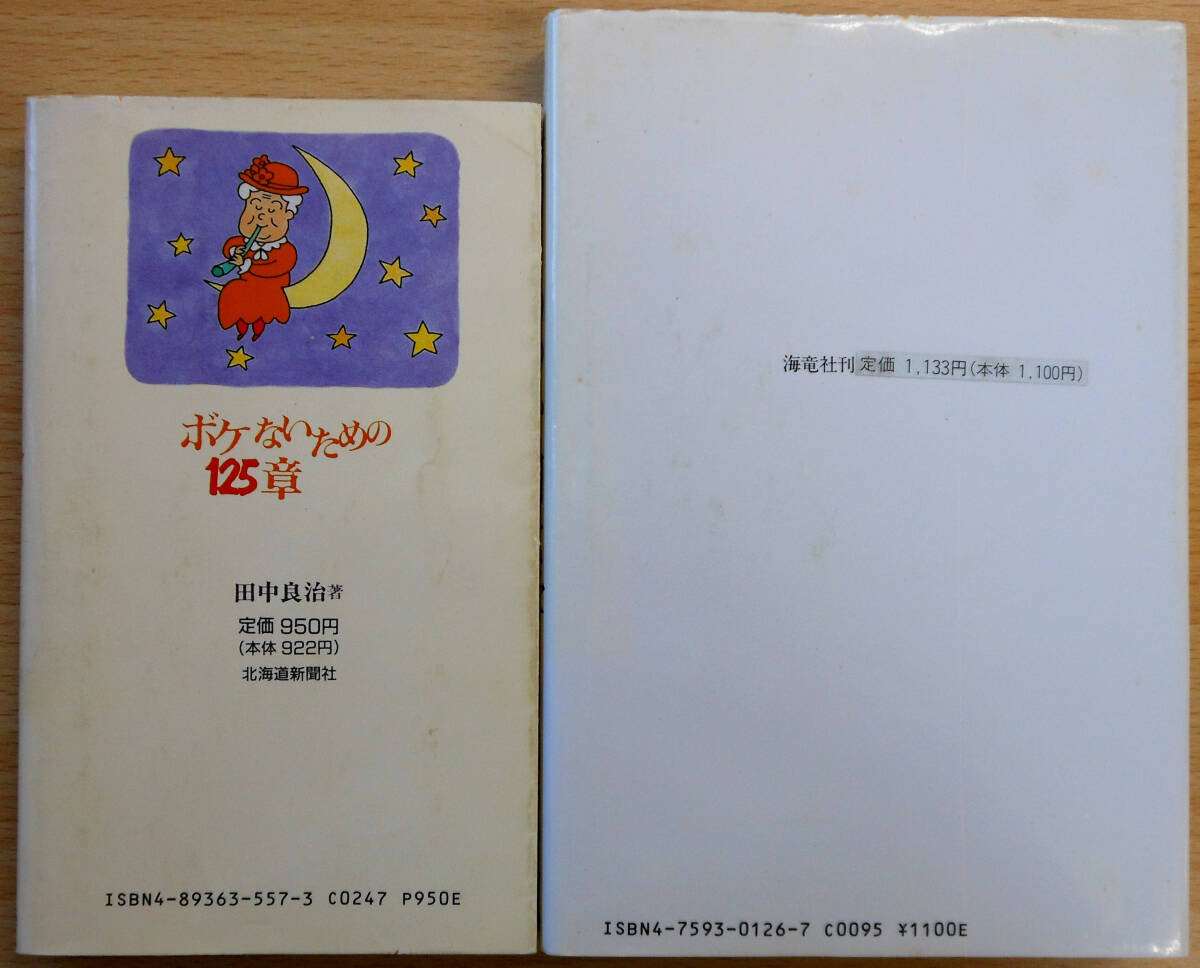 ボケないための
125章
田中良治著
定価 950円
(本体 922円)
北海道新聞社
ISBN4-89363-557-3 C0247 P950E
海竜社刊 定価 1,133円(本体 1,100円)
ISBN4-7593-0126-7 C0095 ¥1100E